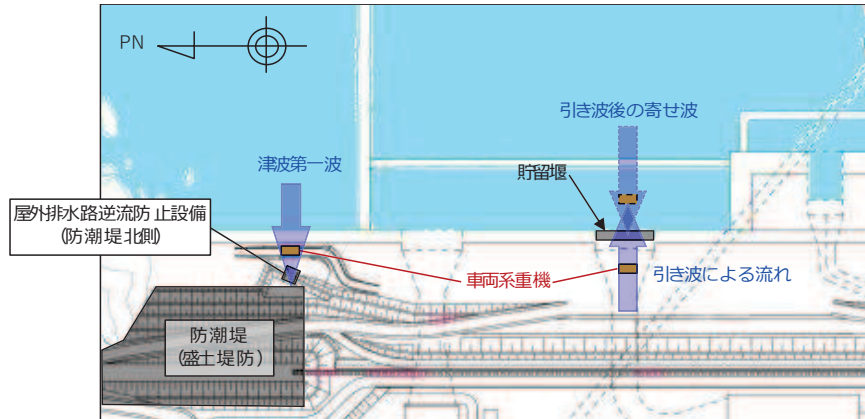 PN
引き波後の寄せ波
津波第一波
貯留堰
屋外排水路逆流防止設備
(防潮堤北側)
車両系重機
引き波による流れ
防潮堤
(盛土堤防)